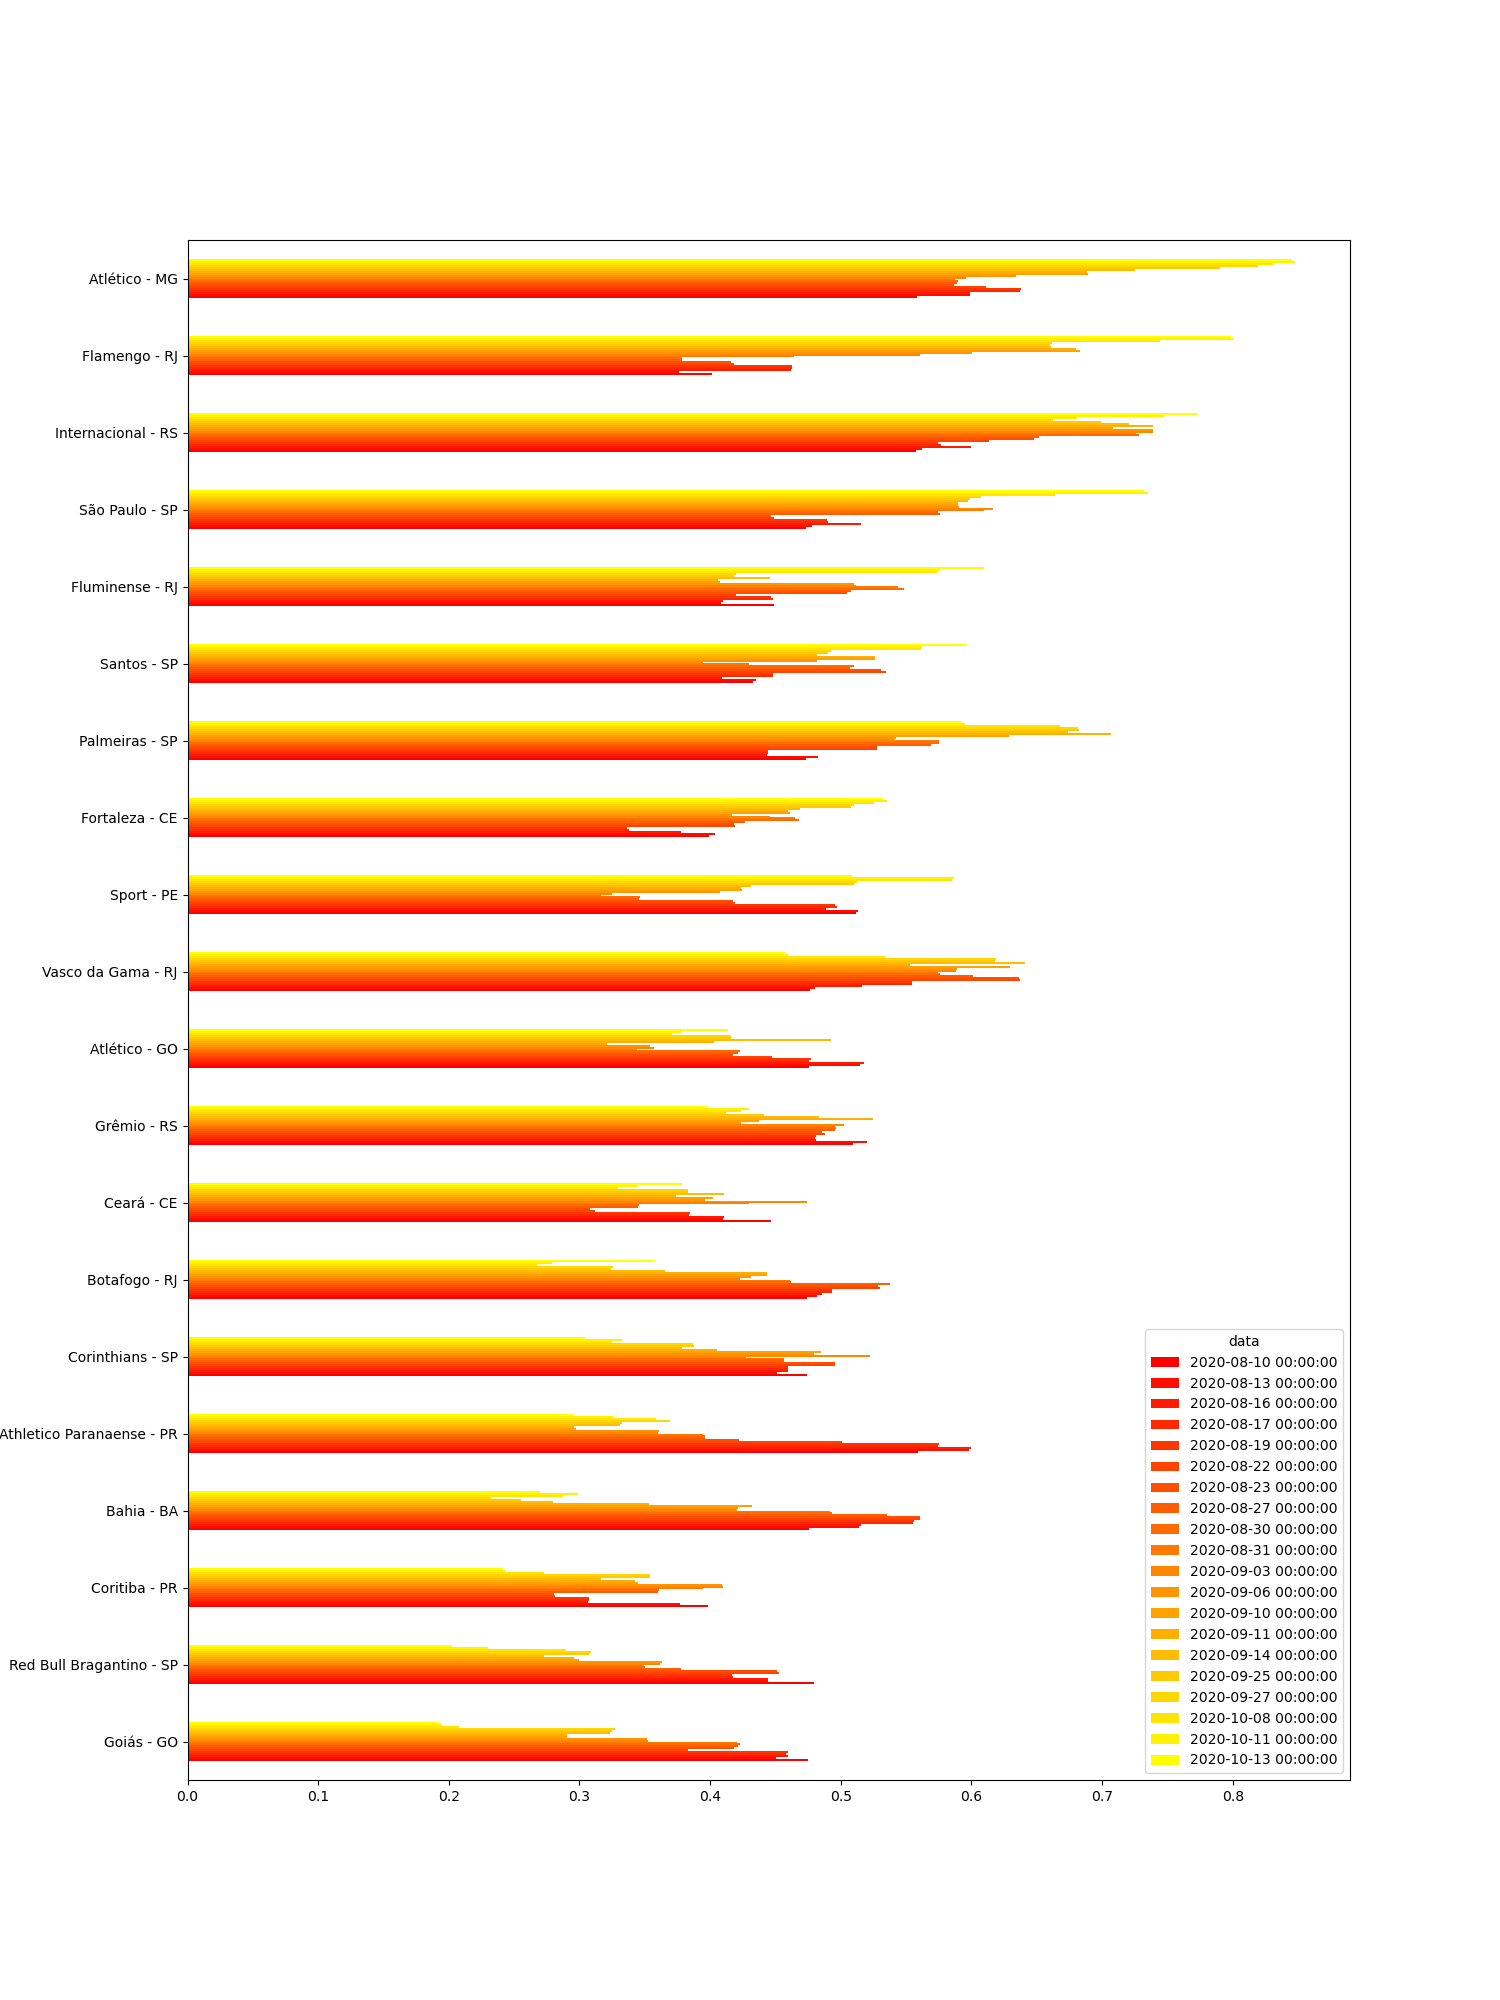 Atlético - MG
Flamengo - RJ
Internacional - RS
São Paulo - SP
Fluminense - RJ
Santos - SP
Palmeiras - SP
Fortaleza - CE
Sport - PE
Vasco da Gama - RJ
Atlético - GO
Grêmio - RS
Ceará - CE
Botafogo - RJ
Corinthians - SP
Athletico Paranaense - PR
Bahia - BA
Coritiba - PR
Red Bull Bragantino - SP
Goiás - GO
data
2020-08-10 00:00:00
2020-08-13 00:00:00
2020-08-16 00:00:00
2020-08-17 00:00:00
2020-08-19 00:00:00
2020-08-22 00:00:00
2020-08-23 00:00:00
2020-08-27 00:00:00
2020-08-30 00:00:00
2020-08-31 00:00:00
2020-09-03 00:00:00
2020-09-06 00:00:00
2020-09-10 00:00:00
2020-09-11 00:00:00
2020-09-14 00:00:00
2020-09-25 00:00:00
2020-09-27 00:00:00
2020-10-08 00:00:00
2020-10-11 00:00:00
2020-10-13 00:00:00
0.0 0.1 0.2 0.3 0.4 0.5 0.6 0.7 0.8